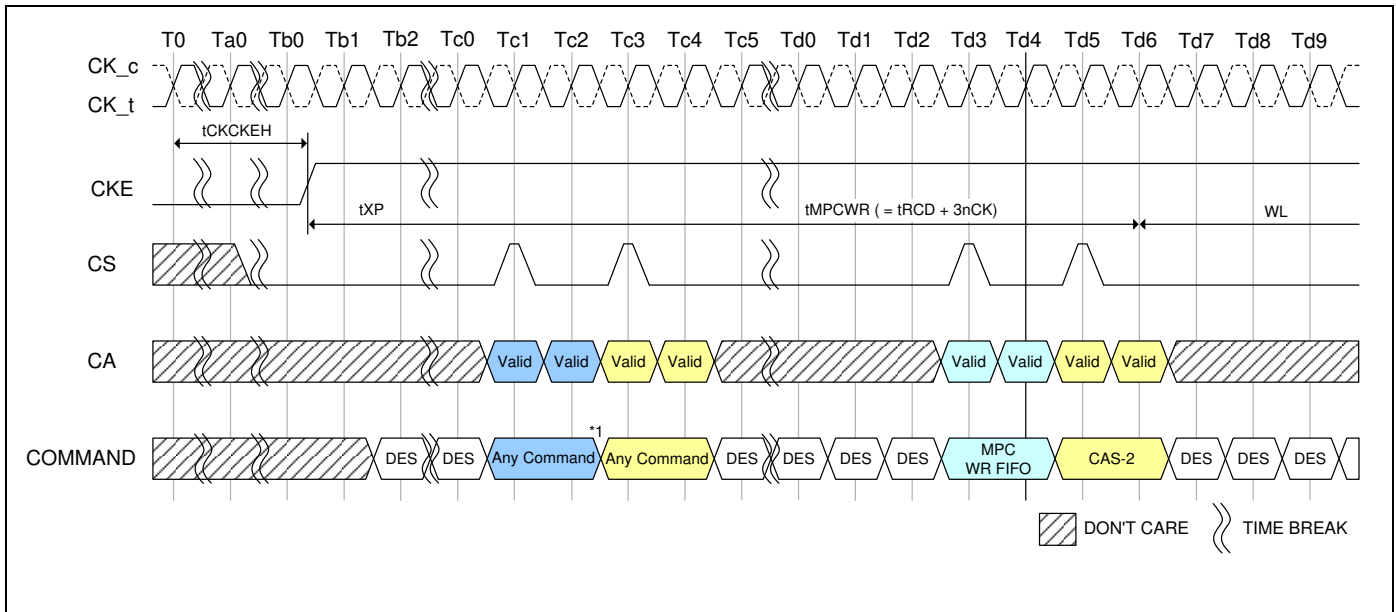 T0 Ta0 Tb0 Tb1 Tb2 Tc0 Tc1 Tc2 Tc3 Tc4 Tc5 Td0 Td1 Td2 Td3 Td4 Td5 Td6 Td7 Td8 Td9
CK_c
CK_t
tCKCKEH
CKE
tXP tMPCWR ( = tRCD + 3nCK) WL
CS
CA Valid Valid Valid Valid Valid Valid Valid Valid
*1
COMMAND DES DES Any Command Any Command DES DES DES DES MPC WR FIFO CAS-2 DES DES DES
DON'T CARE TIME BREAK